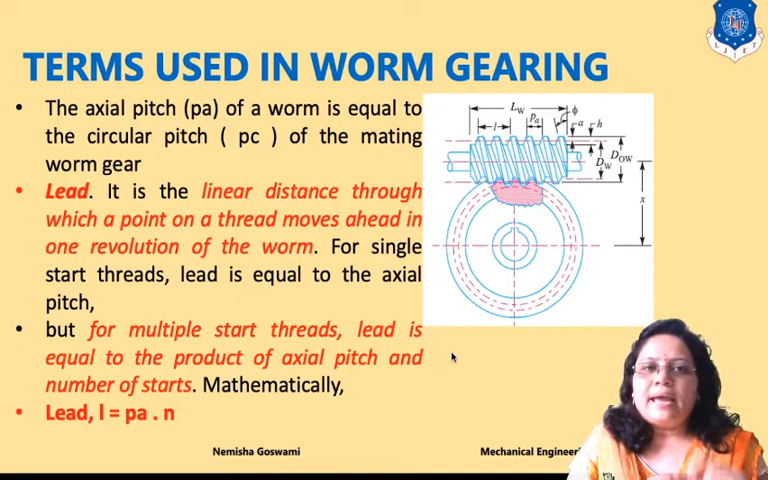 LJIET
TERMS USED IN WORM GEARING
• The axial pitch (pa) of a worm is equal to
the circular pitch ( pc ) of the mating
worm gear
• Lead. It is the linear distance through
which a point on a thread moves ahead in
one revolution of the worm. For single
start threads, lead is equal to the axial
pitch,
• but for multiple start threads, lead is
equal to the product of axial pitch and
number of starts. Mathematically,
• Lead, l = pa . n
LW
ϕ
l
pa
a
h
DW
DOW
x
Nemisha Goswami
Mechanical Engineeri